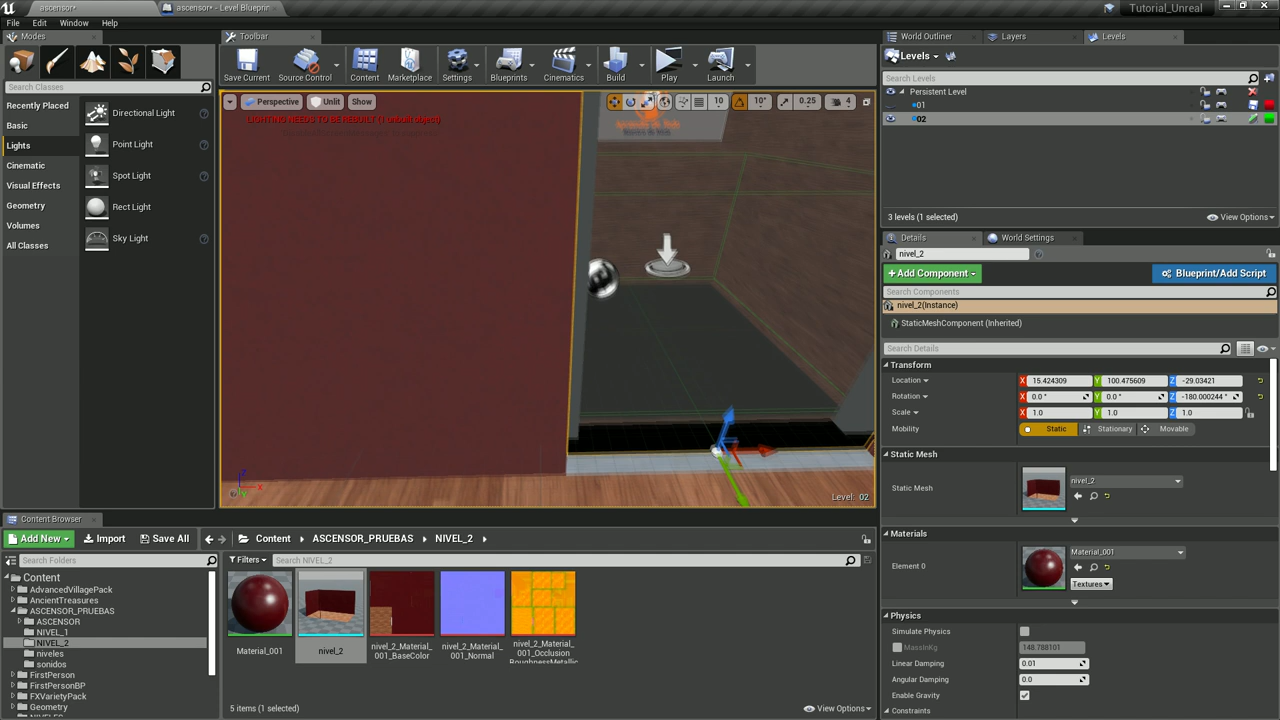 ascensor*
ascensor~ - Level Blueprint
Tutorial_Unreal
File
Edit
Window
Help
Modes
Search Classes
Recently Placed
Basic
Lights
Cinematic
Visual Effects
Geometry
Volumes
All Classes
Directional Light
Point Light
Spot Light
Rect Light
Sky Light
Toolbar
Save Current
Source Control
Content
Marketplace
Settings
Blueprints
Cinematics
Build
Play
Launch
Perspective
Unlit
Show
10
10°
0.25
4
LIGHTING NEEDS TO BE REBUILT (1 unbuilt object)
Level: 02
Content Browser
Add New
Import
Save All
Content
ASCENSOR_PRUEBAS
NIVEL_2
Search Folders
Content
AdvancedVillagePack
AncientTreasures
ASCENSOR_PRUEBAS
ASCENSOR
NIVEL_1
NIVEL_2
niveles
sonidos
FirstPerson
FirstPersonBP
FXVarietyPack
Geometry
Filters
Search NIVEL_2
Material_001
nivel_2
nivel_2_Material_
001_BaseColor
nivel_2_Material_
001_Normal
nivel_2_Material_
001_Occlusion
RoughnessMetallic
5 items (1 selected)
View Options
World Outliner
Layers
Levels
Levels
Search Levels
Persistent Level
01
02
3 levels (1 selected)
View Options
Details
World Settings
nivel_2
+Add Component
Blueprint/Add Script
Search Components
nivel_2(Instance)
StaticMeshComponent (Inherited)
Search Details
Transform
Location
X 15.424309
Y 100.475609
Z -29.03421
Rotation
X 0.0 °
Y 0.0 °
Z -180.000244 °
Scale
X 1.0
Y 1.0
Z 1.0
Mobility
Static
Stationary
Movable
Static Mesh
Static Mesh
nivel_2
Materials
Element 0
Material_001
Textures
Physics
Simulate Physics
MassInKg
148.788101
Linear Damping
0.01
Angular Damping
0.0
Enable Gravity
Constraints